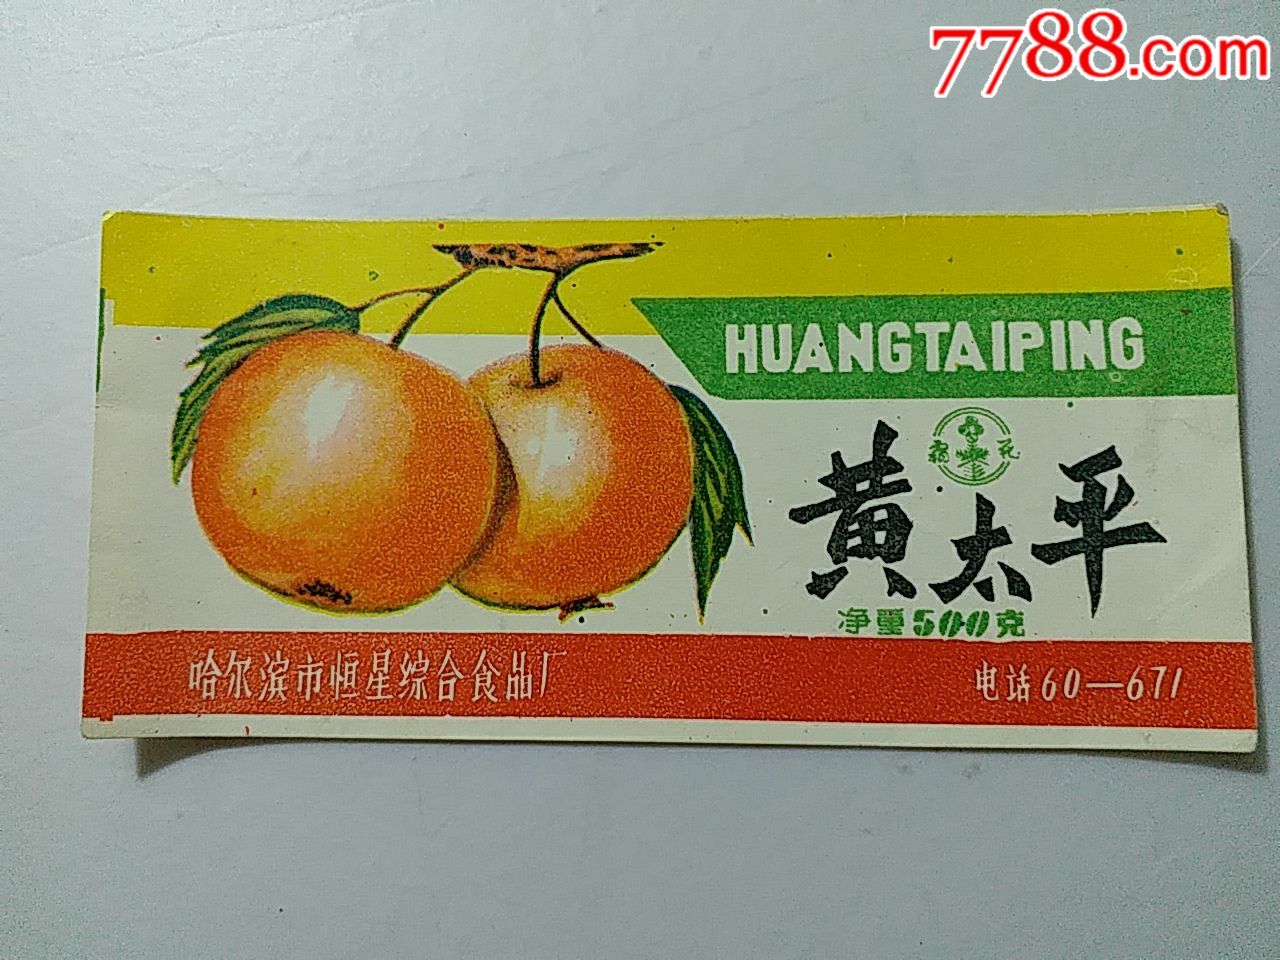 7788.com
HUANGTAIPING
黄太平
净重500克
哈尔滨市恒星综合食品厂
电话60—671